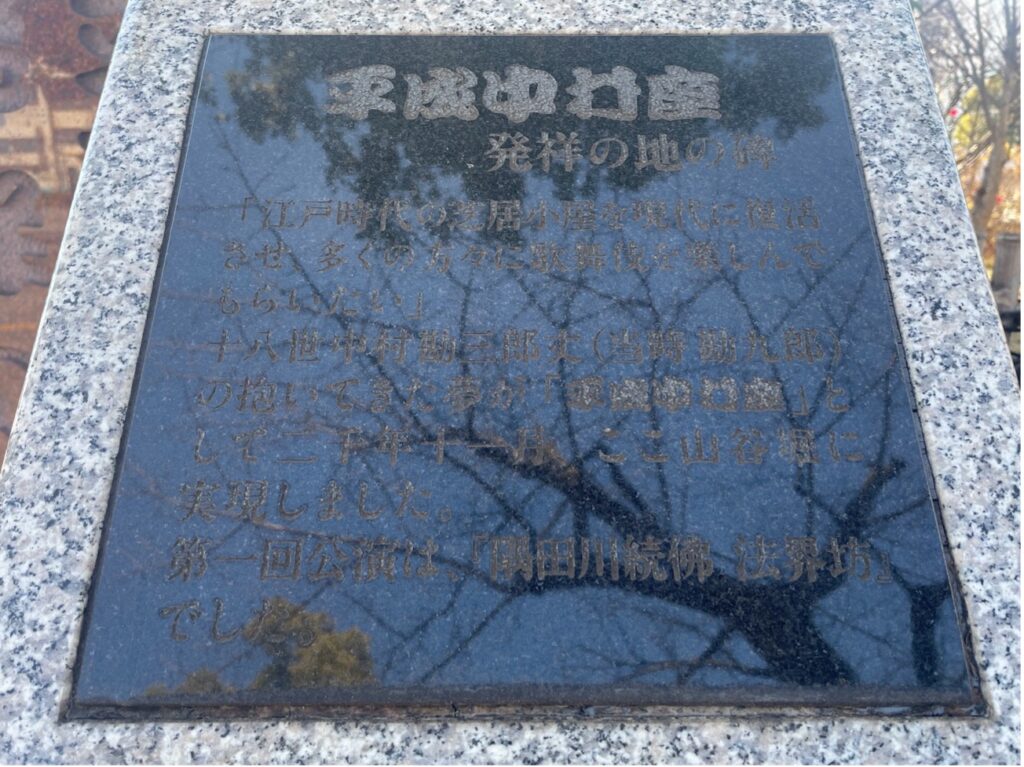 平成中村座
発祥の地の碑
「江戸時代の芝居小屋を現代に復活
させ 多くの方々に歌舞伎を楽しんで
もらいたい」
十八世中村勘三郎丈(当時 勘九郎)
の抱いてきた夢が「平成中村座」と
して二千年十一月、ここ山谷堀に
実現しました。
第一回公演は、『隅田川続俤 法界坊』
でした。